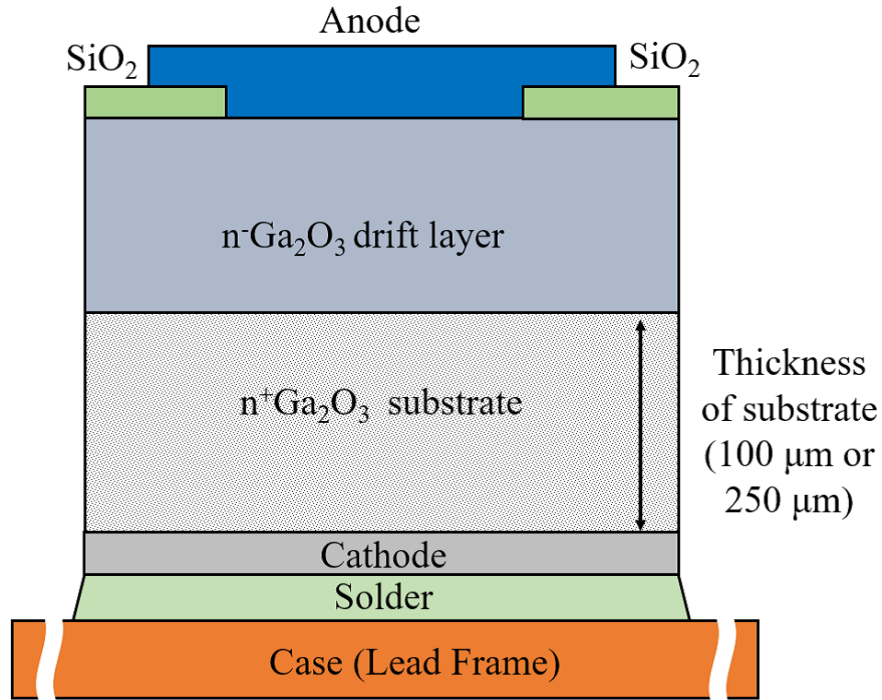 Anode
SiO₂
SiO₂
n⁻Ga₂O₃ drift layer
n⁺Ga₂O₃ substrate
Thickness
of substrate
(100 μm or
250 μm)
Cathode
Solder
Case (Lead Frame)